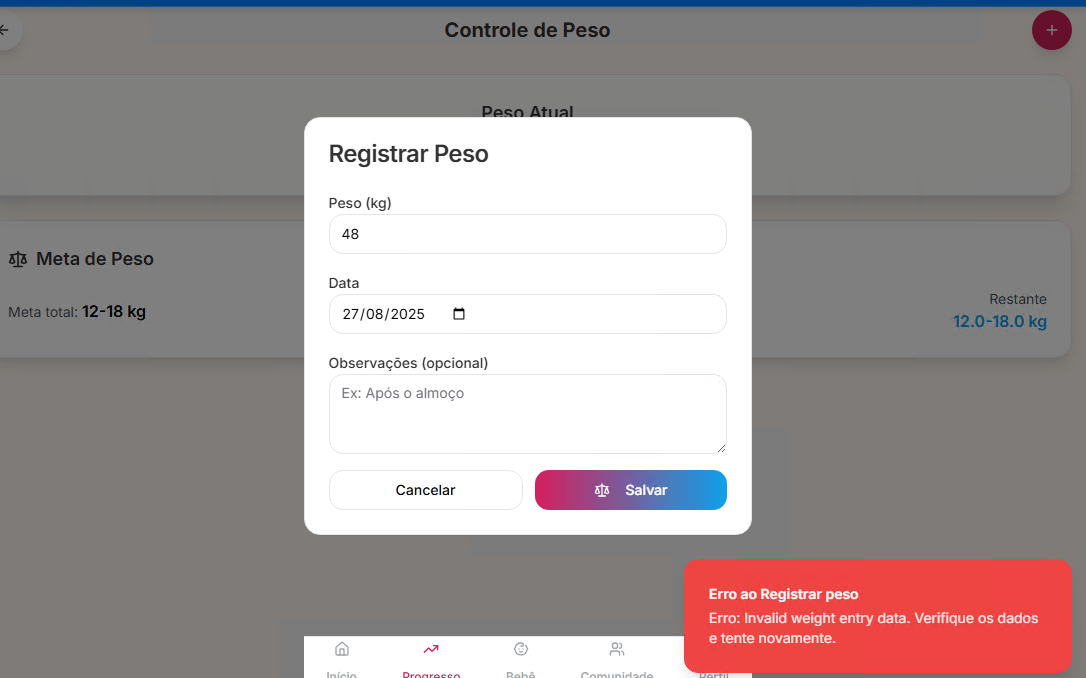 Controle de Peso
Peso Atual
Registrar Peso
Peso (kg)
48
Data
27/08/2025
Observações (opcional)
Ex: Após o almoço
Cancelar
Salvar
Meta de Peso
Meta total: 12-18 kg
Restante
12.0-18.0 kg
Erro ao Registrar peso
Erro: Invalid weight entry data. Verifique os dados
e tente novamente.
Início
Progresso
Bebê
Comunidade
Perfil